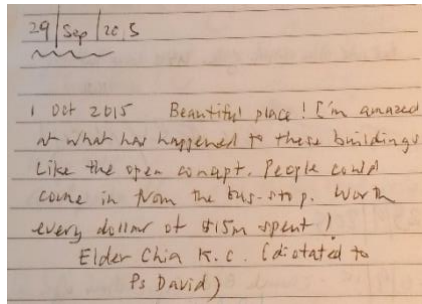 29/Sep/2015
1 Oct 2015 Beautiful place! I'm amazed
at what has happened to these buildings
Like the open concept. People could
come in from the bus-stop. Worth
every dollar of $15m spent!
Elder Chia K.C. (dictated to
Ps David)